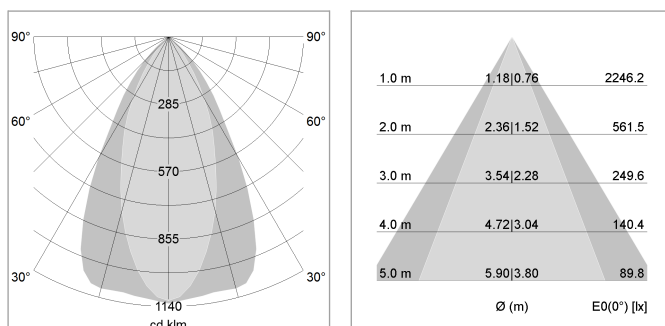 90° 90°
285
60° 60°
570
855
30° 30°
1140
cd klm
1.0 m 1.18|0.76 2246.2
2.0 m 2.36|1.52 561.5
3.0 m 3.54|2.28 249.6
4.0 m 4.72|3.04 140.4
5.0 m 5.90|3.80 89.8
Ø (m) E0(0°) [lx]